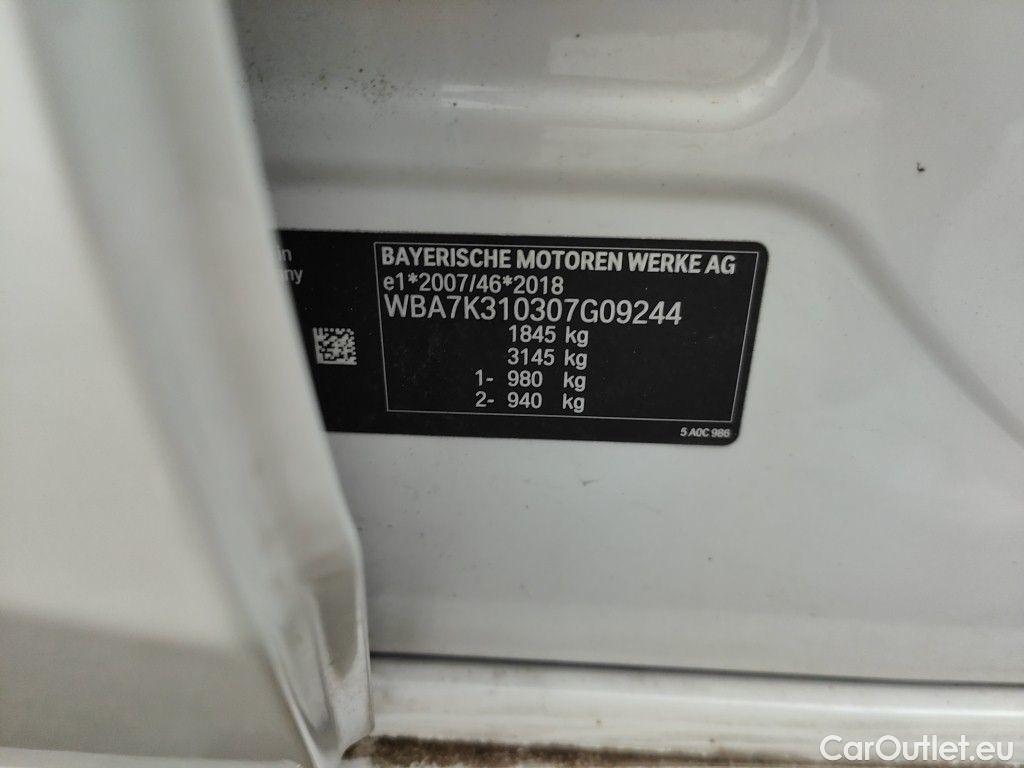 BAYERISCHE MOTOREN WERKE AG
e1*2007/46*2018
WBA7K310307G09244
1845 kg
3145 kg
1- 980 kg
2- 940 kg
5 A0C 986
CarOutlet.eu